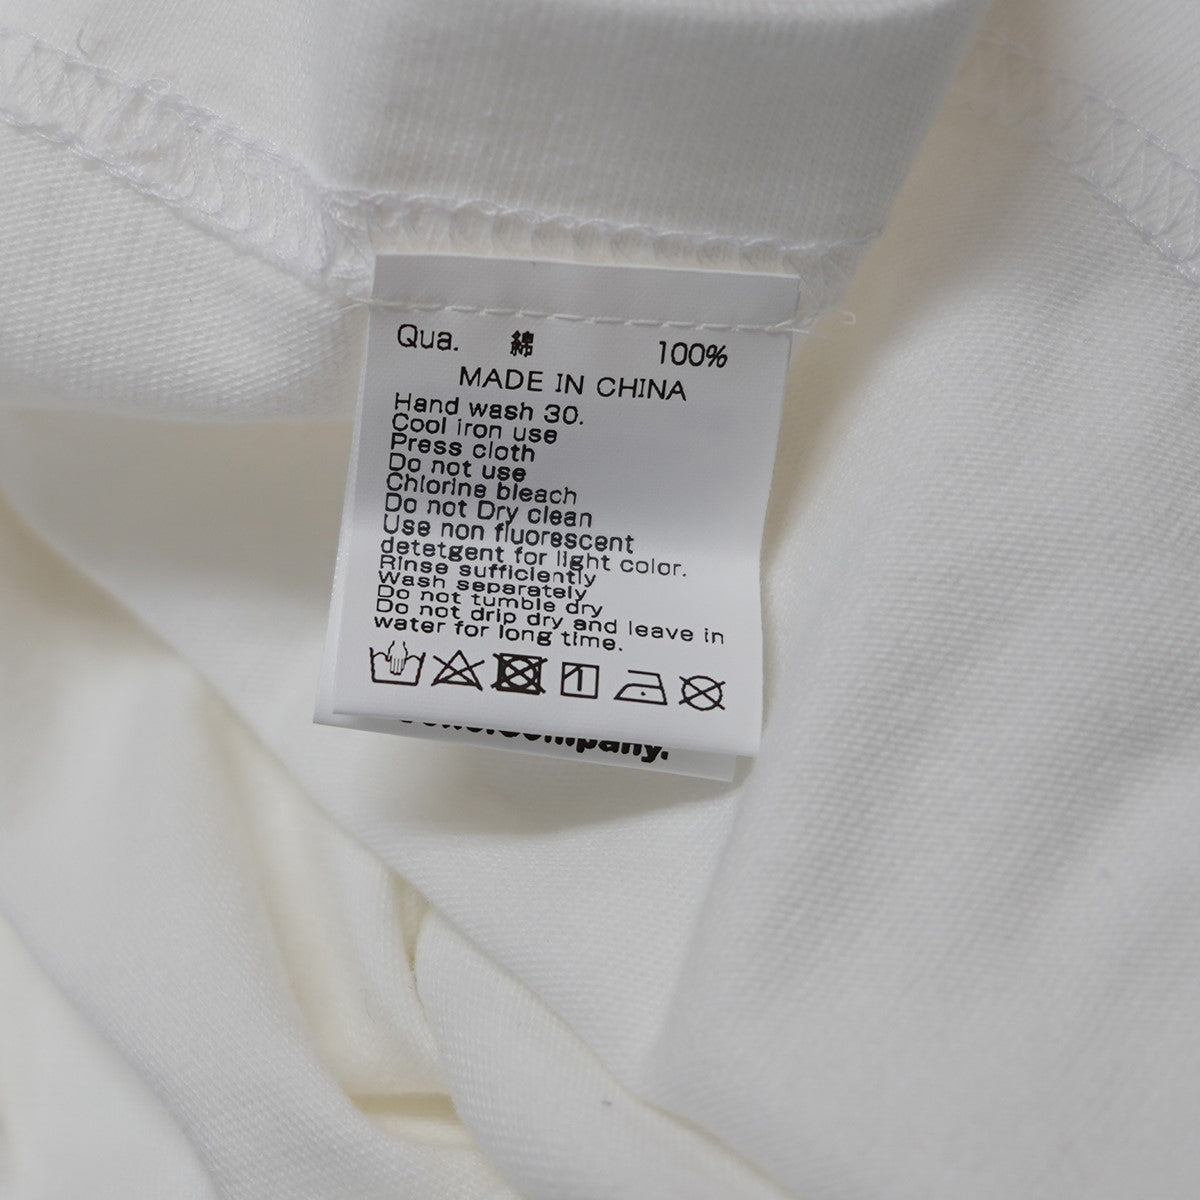 Qua. 綿 100%
MADE IN CHINA
Hand wash 30.
Cool iron use
Press cloth
Do not use
Chlorine bleach
Do not Dry clean
Use non fluorescent
detetgent for light color.
Rinse sufficiently
Wash separately
Do not tumble dry
Do not drip dry and leave in
water for long time.
1